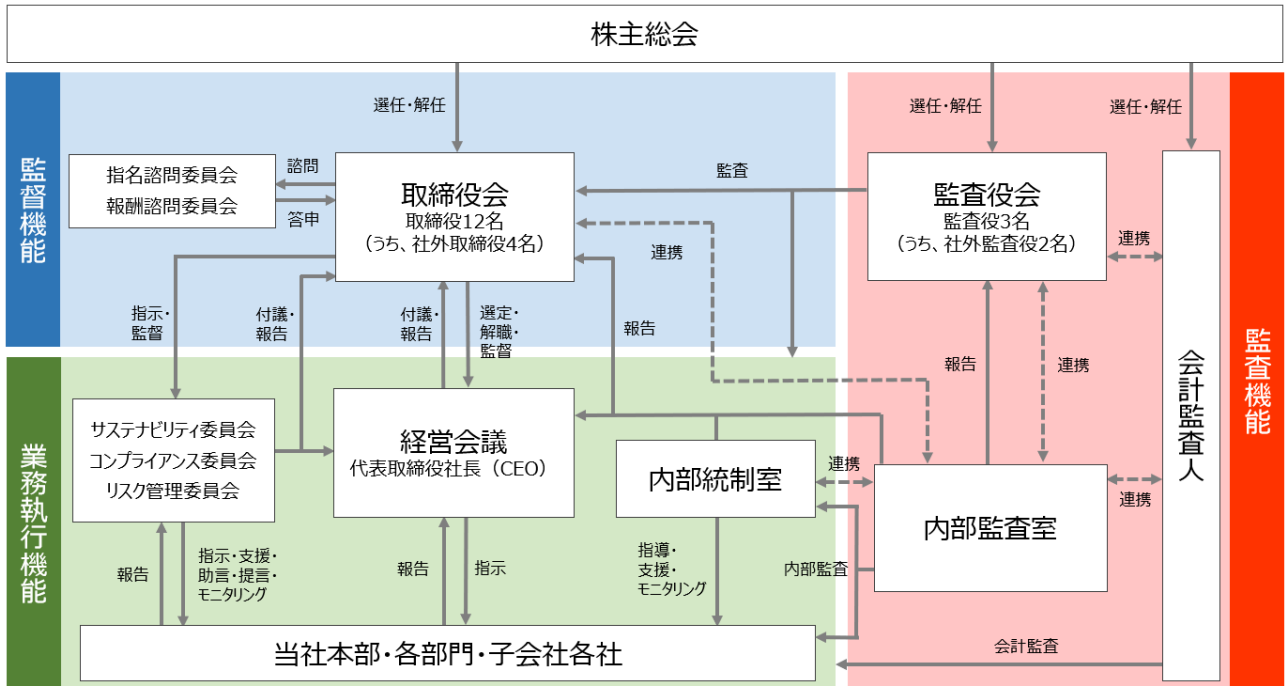 株主総会
選任・解任
選任・解任
選任・解任
監督機能
指名諮問委員会
報酬諮問委員会
諮問
答申
取締役会
取締役12名
（うち、社外取締役4名）
監査
監査役会
監査役3名
（うち、社外監査役2名）
連携
連携
指示・
監督
付議・
報告
付議・
報告
選定・
解職・
監督
報告
報告
連携
会計監査人
監査機能
業務執行機能
サステナビリティ委員会
コンプライアンス委員会
リスク管理委員会
経営会議
代表取締役社長（CEO）
内部統制室
連携
内部監査室
連携
報告
指示・支援・
助言・提言・
モニタリング
報告
指示
指導・
支援・
モニタリング
内部監査
当社本部・各部門・子会社各社
会計監査